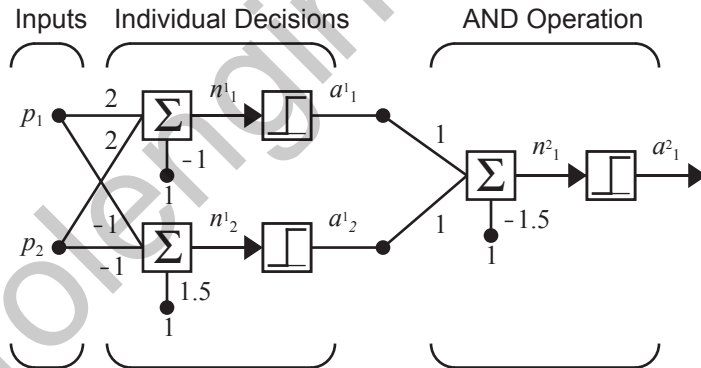 Inputs Individual Decisions AND Operation
p₁ 2 Σ n¹₁ a¹₁
2 -1 1
1 1 Σ n²₁ a²₁
-1 -1.5
p₂ -1 Σ n¹₂ a¹₂ 1 1
1.5
1